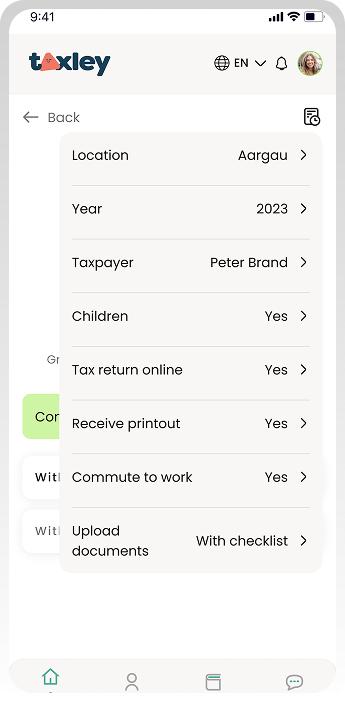 9:41
taxley
EN
Back
Location Aargau
Year 2023
Taxpayer Peter Brand
Children Yes
Tax return online Yes
Receive printout Yes
Commute to work Yes
Upload
documents With checklist